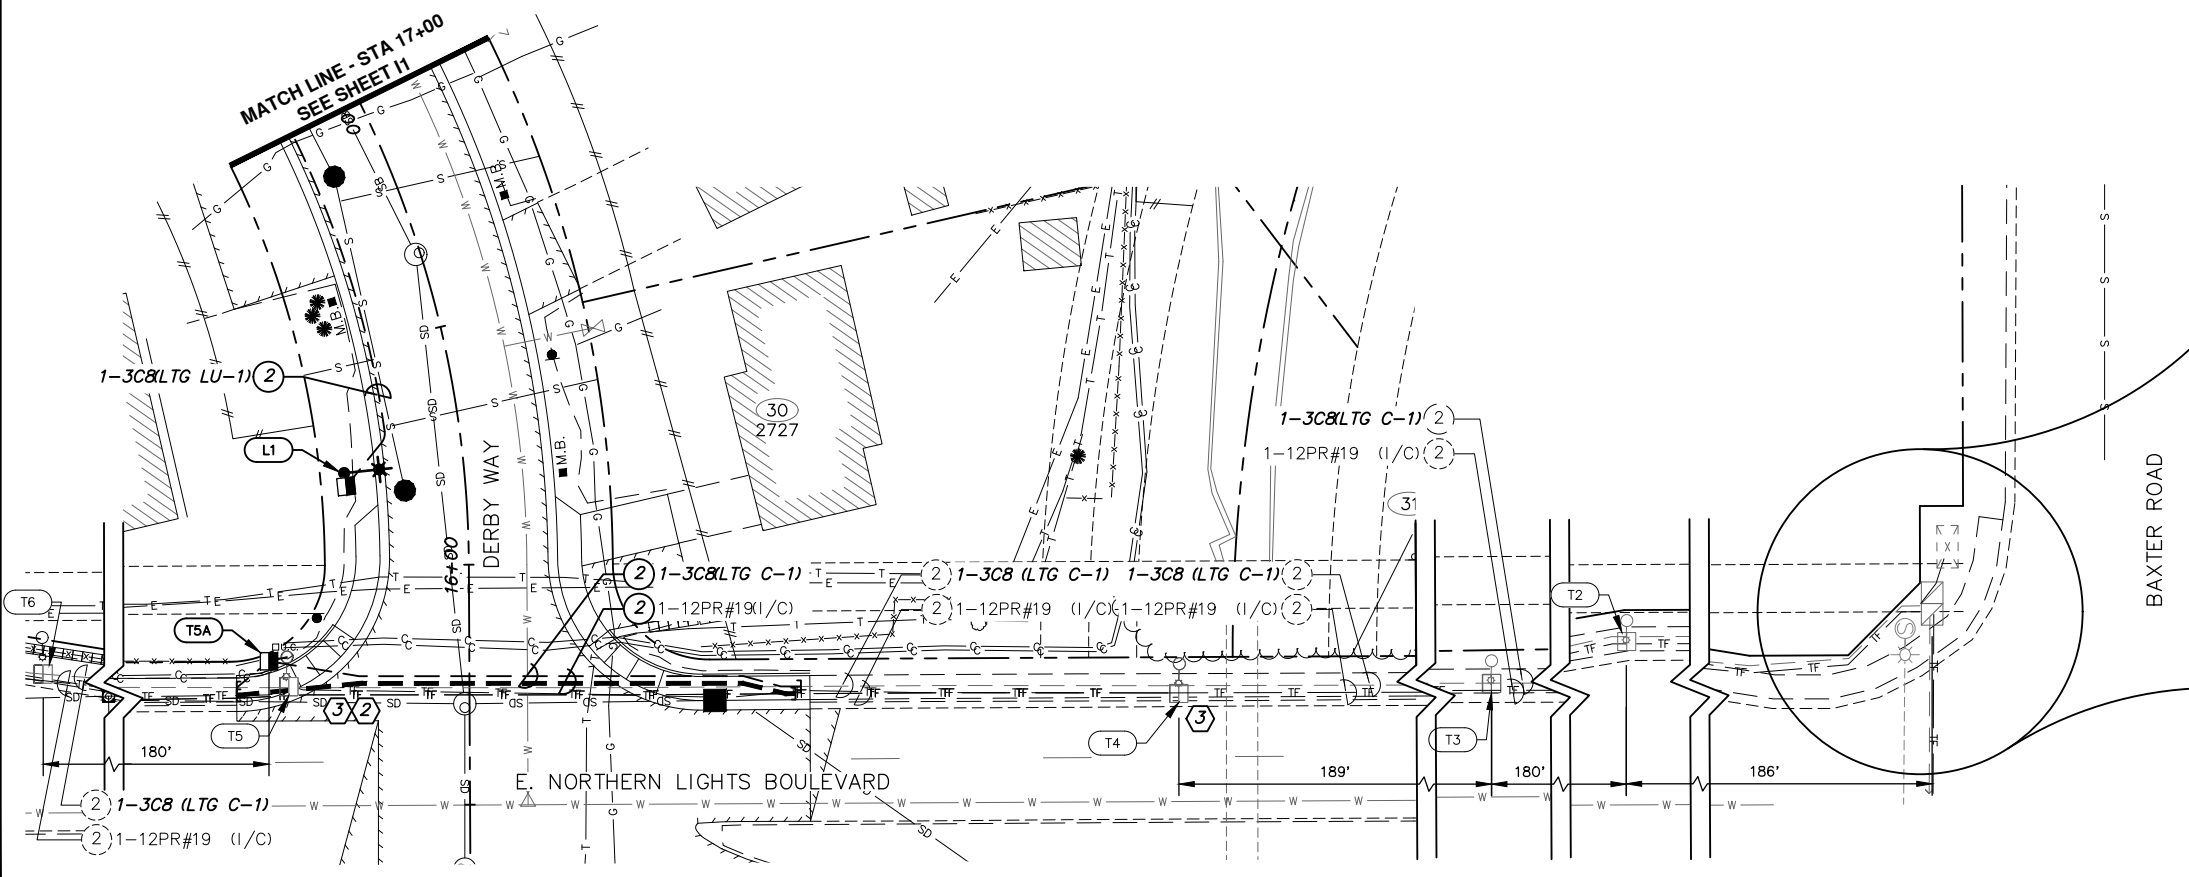 MATCH LINE - STA 17+00
SEE SHEET I1
M.B.
M.B.
1-3C8(LTG LU-1) 2
L1
M.B.
DERBY WAY
16+00
30
2727
31
1-3C8(LTG C-1) 2
1-12PR#19 (I/C) 2
BAXTER ROAD
2 1-3C8(LTG C-1)
2 1-12PR#19(I/C)
2 1-3C8 (LTG C-1)
2 1-12PR#19 (I/C)
1-3C8 (LTG C-1) 2
1-12PR#19 (I/C) 2
T6
T5A
T2
T5
3 2
T4
3
T3
180'
189'
180'
186'
E. NORTHERN LIGHTS BOULEVARD
2 1-3C8 (LTG C-1)
2 1-12PR#19 (I/C)